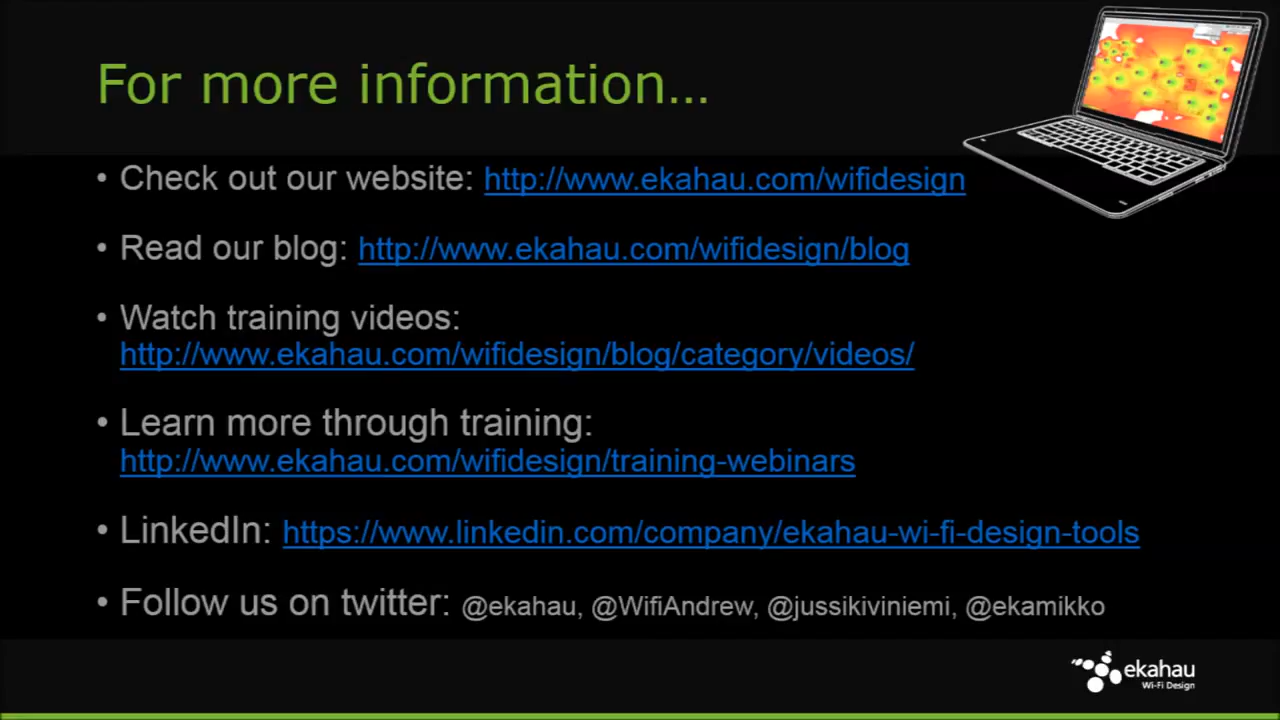 For more information...
• Check out our website: http://www.ekahau.com/wifidesign
• Read our blog: http://www.ekahau.com/wifidesign/blog
• Watch training videos:
http://www.ekahau.com/wifidesign/blog/category/videos/
• Learn more through training:
http://www.ekahau.com/wifidesign/training-webinars
• LinkedIn: https://www.linkedin.com/company/ekahau-wi-fi-design-tools
• Follow us on twitter: @ekahau, @WifiAndrew, @jussikiviniemi, @ekamikko
ekahau
Wi-Fi Design